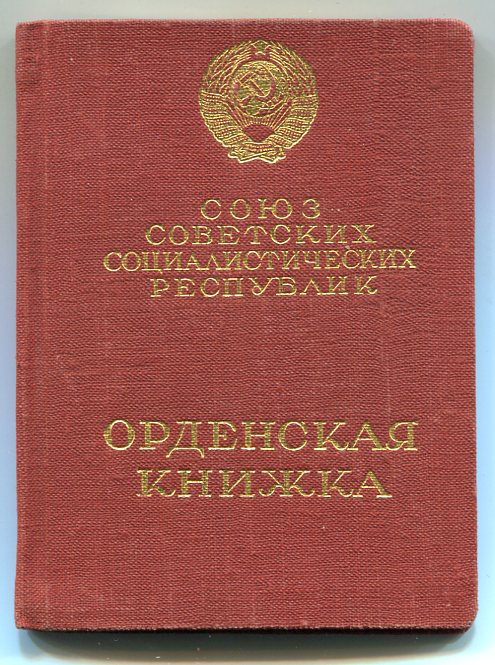 СОЮЗ
СОВЕТСКИХ
СОЦИАЛИСТИЧЕСКИХ
РЕСПУБЛИК
ОРДЕНСКАЯ
КНИЖКА